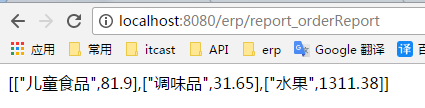 localhost:8080/erp/report_orderReport
应用 常用 itcast API erp Google 翻译 译
[["儿童食品",81.9],["调味品",31.65],["水果",1311.38]]